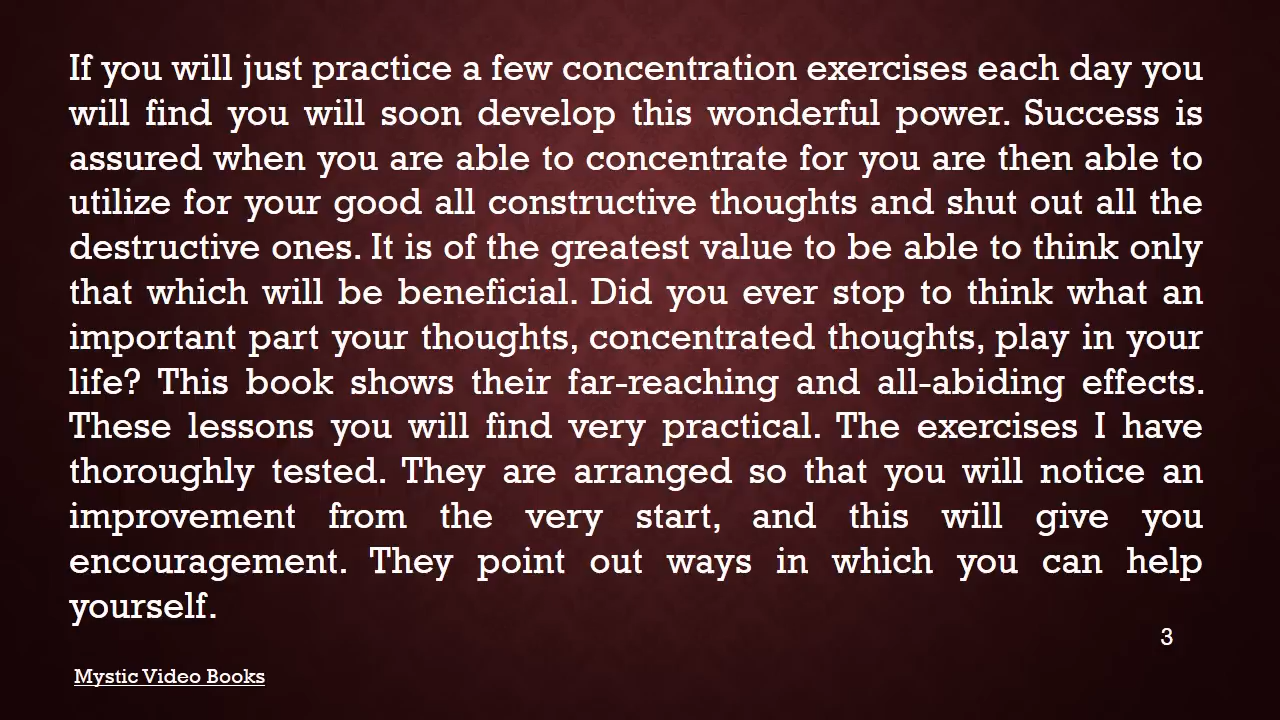 If you will just practice a few concentration exercises each day you
will find you will soon develop this wonderful power. Success is
assured when you are able to concentrate for you are then able to
utilize for your good all constructive thoughts and shut out all the
destructive ones. It is of the greatest value to be able to think only
that which will be beneficial. Did you ever stop to think what an
important part your thoughts, concentrated thoughts, play in your
life? This book shows their far-reaching and all-abiding effects.
These lessons you will find very practical. The exercises I have
thoroughly tested. They are arranged so that you will notice an
improvement from the very start, and this will give you
encouragement. They point out ways in which you can help
yourself.
3
Mystic Video Books